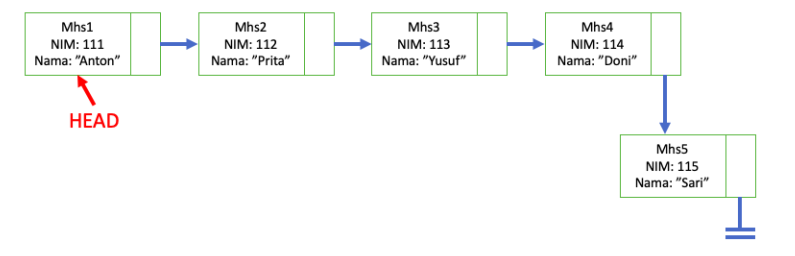 Mhs1
NIM: 111
Nama: ”Anton”
Mhs2
NIM: 112
Nama: ”Prita”
Mhs3
NIM: 113
Nama: ”Yusuf”
Mhs4
NIM: 114
Nama: ”Doni”
HEAD
Mhs5
NIM: 115
Nama: ”Sari”